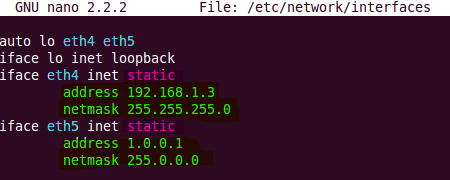 GNU nano 2.2.2 File: /etc/network/interfaces
auto lo eth4 eth5
iface lo inet loopback
iface eth4 inet static
address 192.168.1.3
netmask 255.255.255.0
iface eth5 inet static
address 1.0.0.1
netmask 255.0.0.0